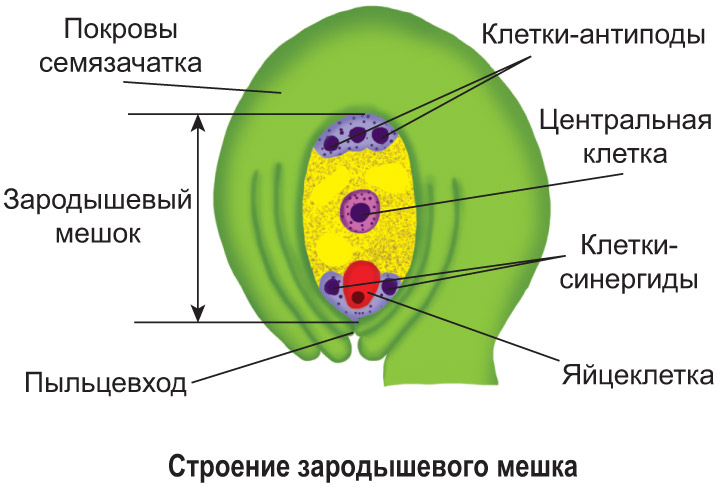 Покровы
семязачатка
Клетки-антиподы
Центральная
клетка
Зародышевый
мешок
Клетки-
синергиды
Пыльцевход
Яйцеклетка
Строение зародышевого мешка